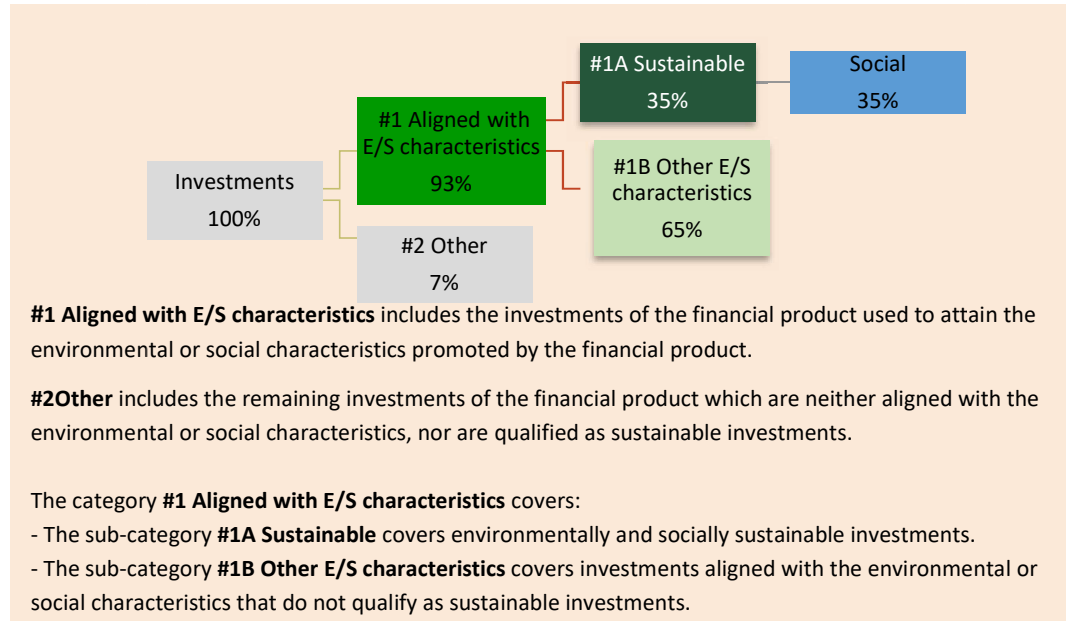 #1A Sustainable
35%
Social
35%
#1 Aligned with
E/S characteristics
93%
#1B Other E/S
characteristics
65%
Investments
100%
#2 Other
7%
#1 Aligned with E/S characteristics includes the investments of the financial product used to attain the
environmental or social characteristics promoted by the financial product.
#2Other includes the remaining investments of the financial product which are neither aligned with the
environmental or social characteristics, nor are qualified as sustainable investments.
The category #1 Aligned with E/S characteristics covers:
- The sub-category #1A Sustainable covers environmentally and socially sustainable investments.
- The sub-category #1B Other E/S characteristics covers investments aligned with the environmental or
social characteristics that do not qualify as sustainable investments.